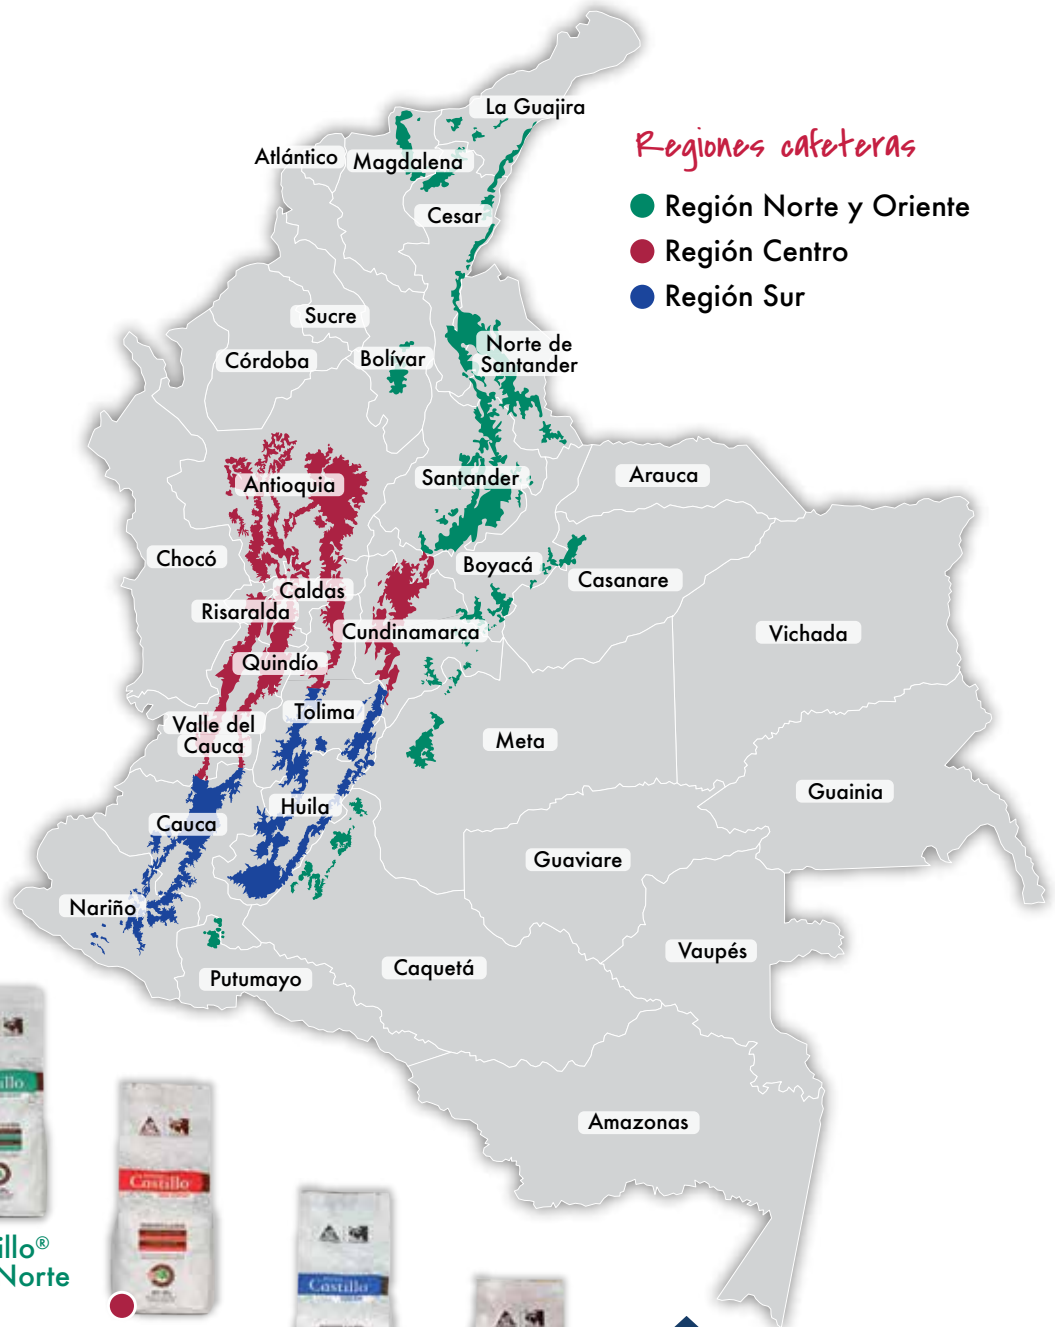 La Guajira
Regiones cafeteras
Atlántico
Magdalena
Región Norte y Oriente
Cesar
Región Centro
Región Sur
Sucre
Norte de
Santander
Córdoba
Bolívar
Antioquia
Santander
Arauca
Chocó
Boyacá
Casanare
Caldas
Risaralda
Cundinamarca
Vichada
Quindío
Tolima
Valle del
Cauca
Meta
Guainia
Huila
Cauca
Guaviare
Nariño
Vaupés
Caquetá
Putumayo
Amazonas
illo
Castillo
illo®
Norte
Castillo